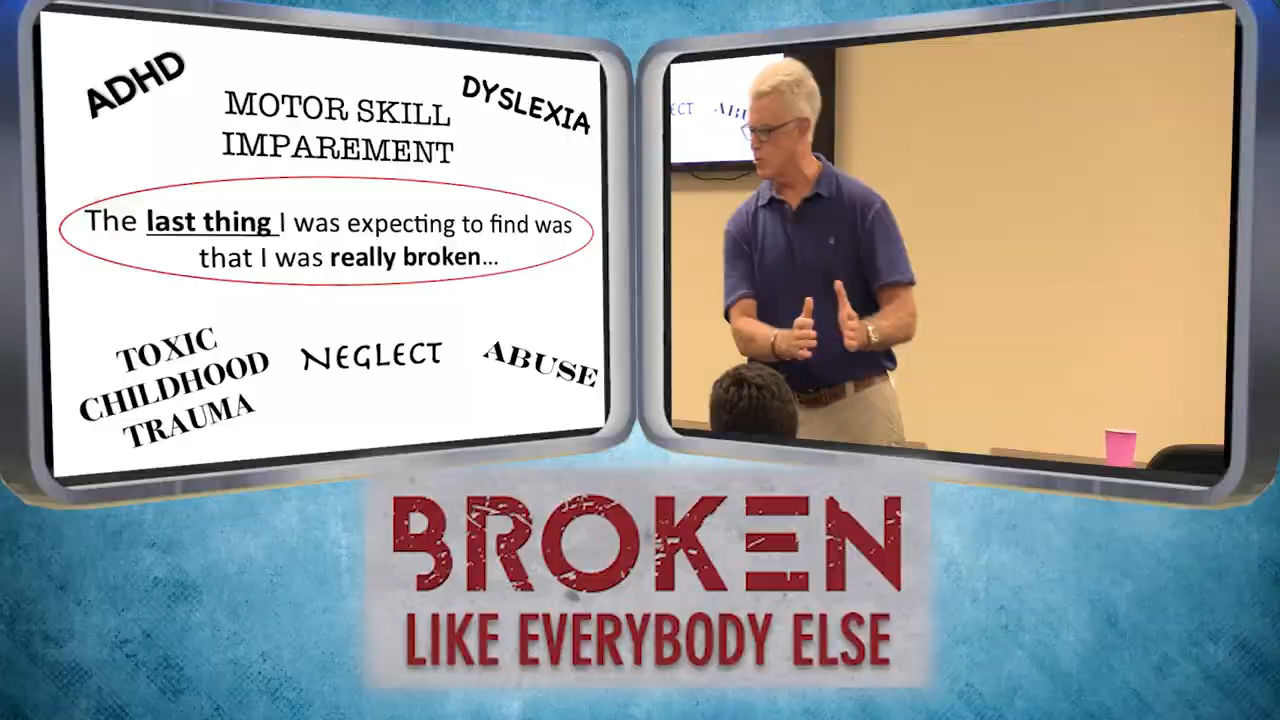 ADHD
MOTOR SKILL
IMPAREMENT
DYSLEXIA
The last thing I was expecting to find was
that I was really broken...
TOXIC
CHILDHOOD
TRAUMA
NEGLECT
ABUSE
BROKEN
LIKE EVERYBODY ELSE